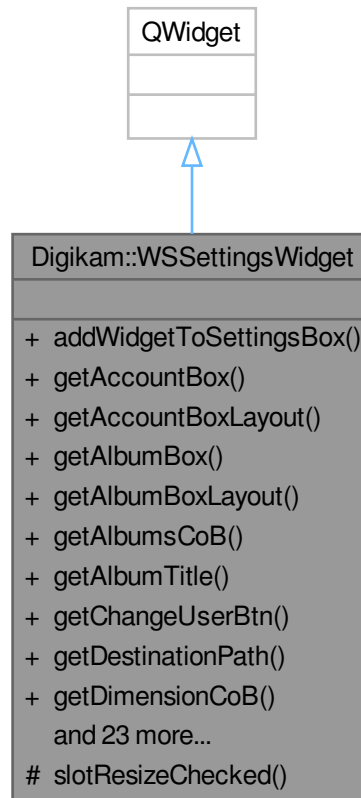 QWidget
Digikam::WSSettingsWidget
+ addWidgetToSettingsBox()
+ getAccountBox()
+ getAccountBoxLayout()
+ getAlbumBox()
+ getAlbumBoxLayout()
+ getAlbumsCoB()
+ getAlbumTitle()
+ getChangeUserBtn()
+ getDestinationPath()
+ getDimensionCoB()
and 23 more...
# slotResizeChecked()